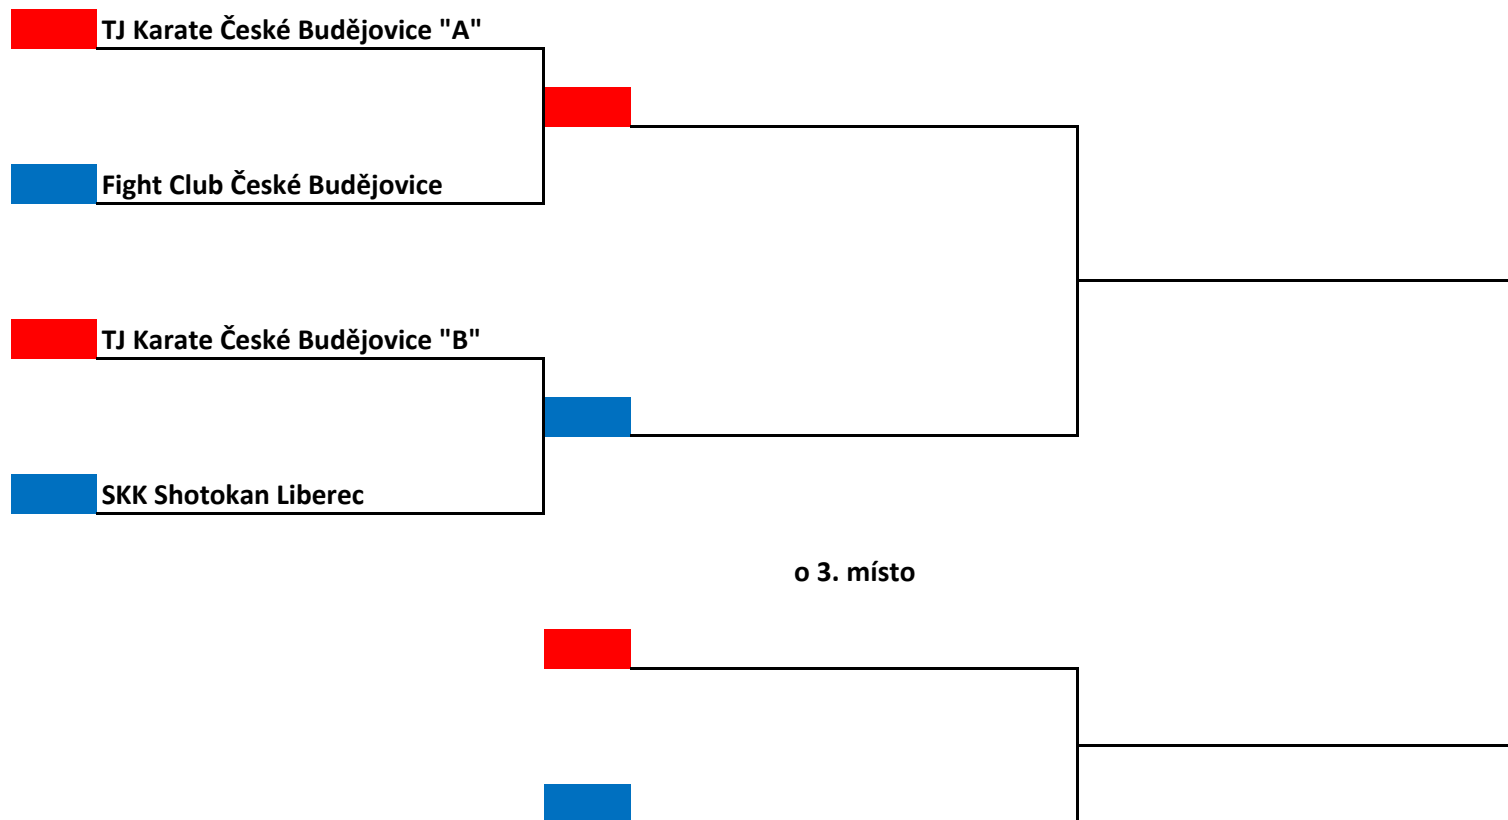 TJ Karate České Budějovice "A"
Fight Club České Budějovice
TJ Karate České Budějovice "B"
SKK Shotokan Liberec
o 3. místo